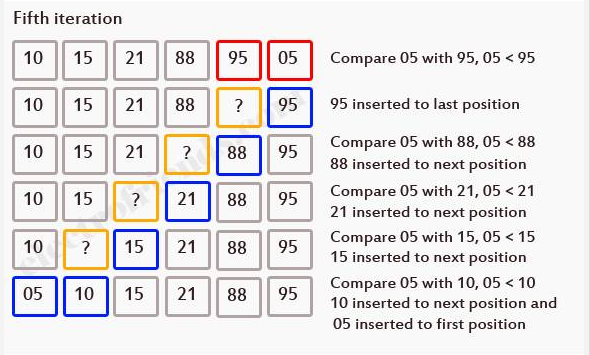 Fifth iteration
10 15 21 88 95 05 Compare 05 with 95, 05 < 95
10 15 21 88 ? 95 95 inserted to last position
10 15 21 ? 88 95 Compare 05 with 88, 05 < 88
88 inserted to next position
10 15 ? 21 88 95 Compare 05 with 21, 05 < 21
21 inserted to next position
10 ? 15 21 88 95 Compare 05 with 15, 05 < 15
15 inserted to next position
05 10 15 21 88 95 Compare 05 with 10, 05 < 10
10 inserted to next position and
05 inserted to first position